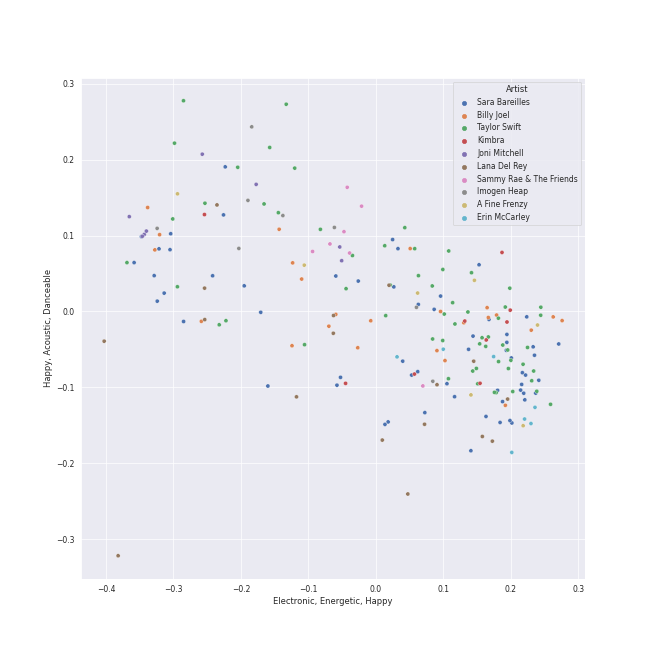 Artist
Sara Bareilles
Billy Joel
Taylor Swift
Kimbra
Joni Mitchell
Lana Del Rey
Sammy Rae & The Friends
Imogen Heap
A Fine Frenzy
Erin McCarley
0.3
0.2
0.1
0.0
−0.1
−0.2
−0.3
Happy, Acoustic, Danceable
−0.4 −0.3 −0.2 −0.1 0.0 0.1 0.2 0.3
Electronic, Energetic, Happy